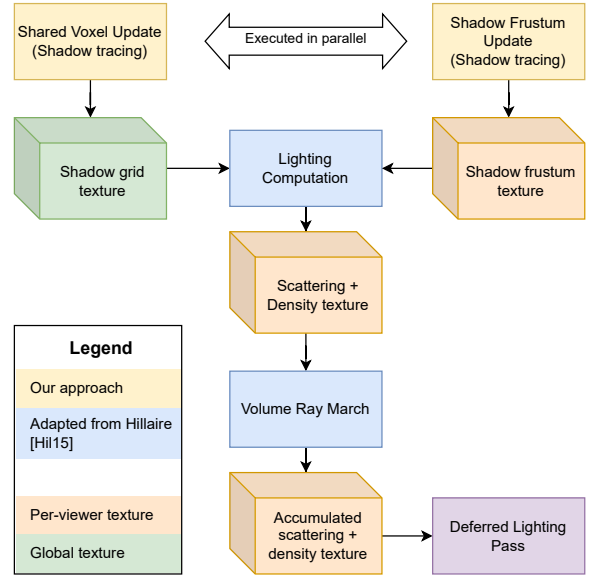 Shared Voxel Update
(Shadow tracing)
Executed in parallel
Shadow Frustum
Update
(Shadow tracing)
Shadow grid
texture
Lighting
Computation
Shadow frustum
texture
Scattering +
Density texture
Legend
Our approach
Adapted from Hillaire
[Hil15]
Per-viewer texture
Global texture
Volume Ray March
Accumulated
scattering +
density texture
Deferred Lighting
Pass